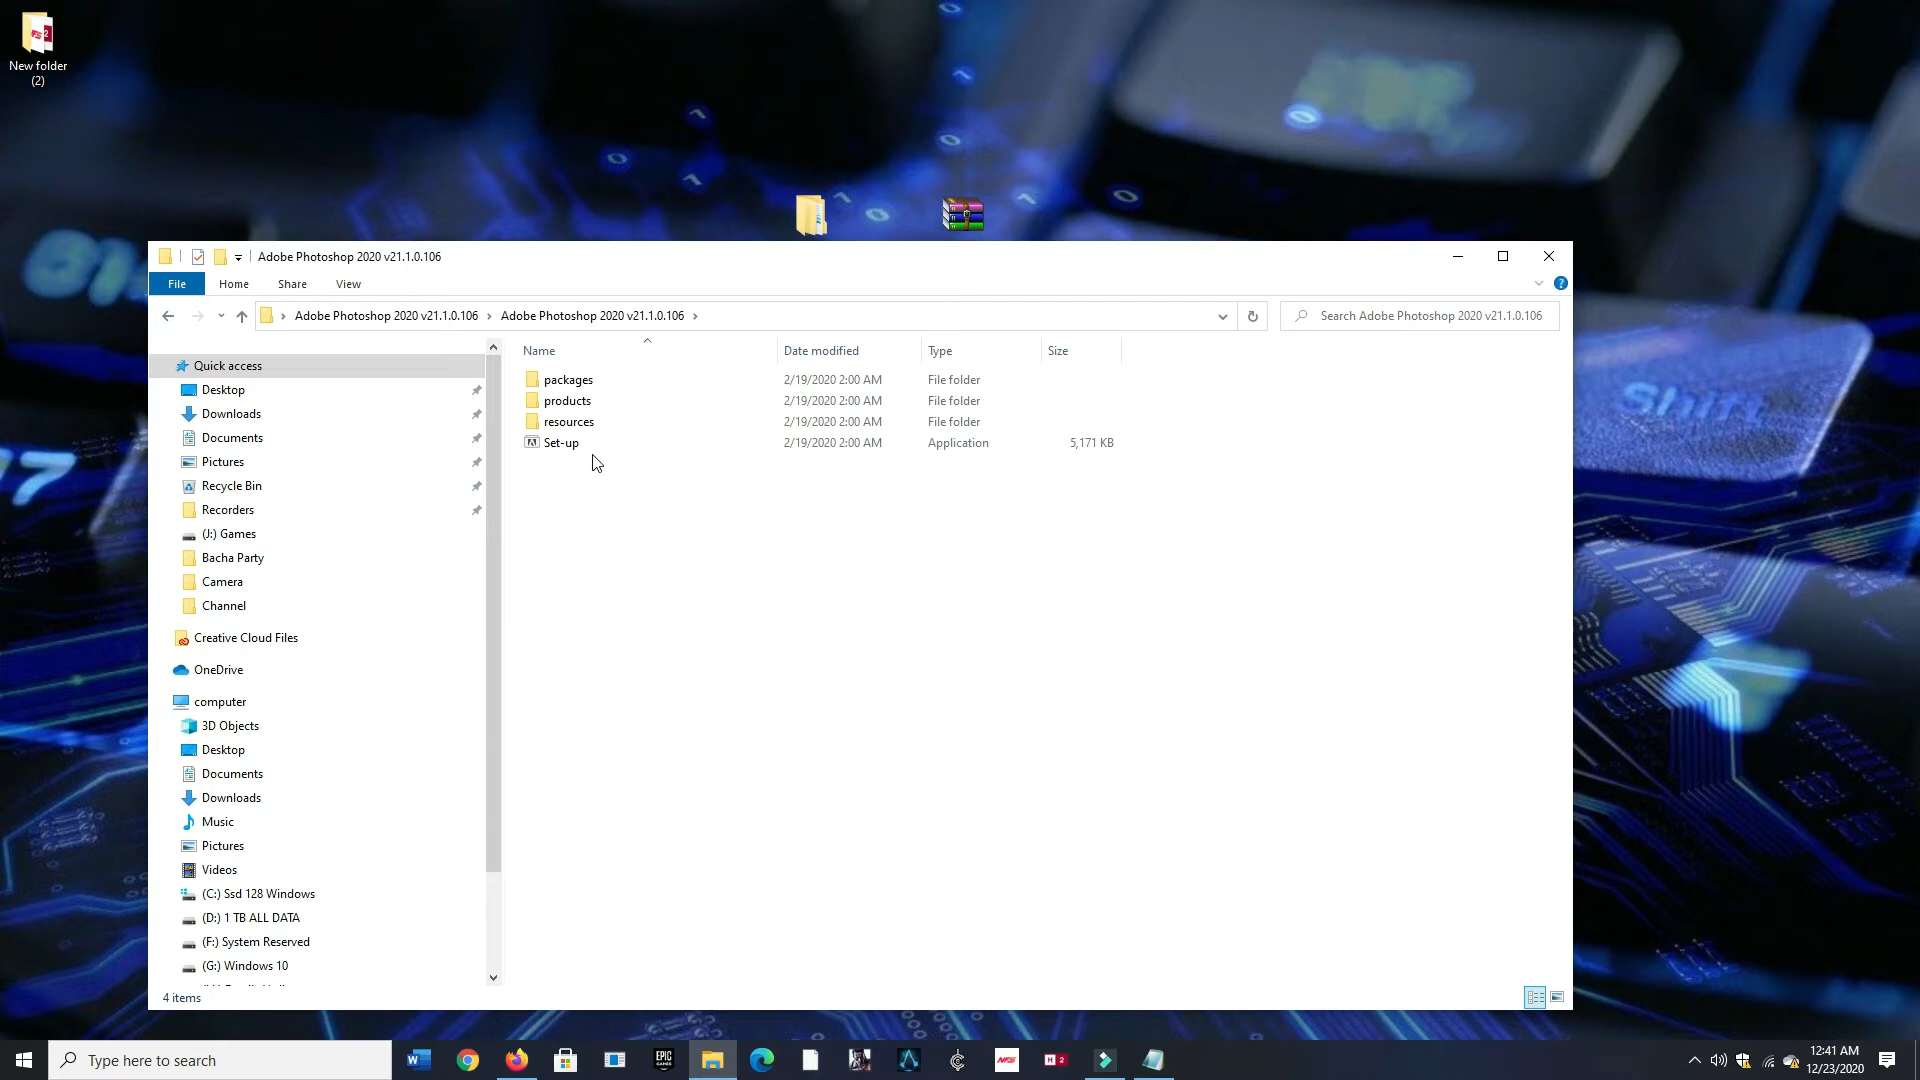 New folder
(2)
Adobe Photoshop 2020 v21.1.0.106
File Home Share View
Adobe Photoshop 2020 v21.1.0.106 Adobe Photoshop 2020 v21.1.0.106
Search Adobe Photoshop 2020 v21.1.0.106
Name Date modified Type Size
packages 2/19/2020 2:00 AM File folder
products 2/19/2020 2:00 AM File folder
resources 2/19/2020 2:00 AM File folder
Set-up 2/19/2020 2:00 AM Application 5,171 KB
Quick access
Desktop
Downloads
Documents
Pictures
Recycle Bin
Recorders
(J:) Games
Bacha Party
Camera
Channel
Creative Cloud Files
OneDrive
computer
3D Objects
Desktop
Documents
Downloads
Music
Pictures
Videos
(C:) Ssd 128 Windows
(D:) 1 TB ALL DATA
(F:) System Reserved
(G:) Windows 10
4 items
Shift
Type here to search
EPIC
GAMES
NFS
H 2
12:41 AM
12/23/2020